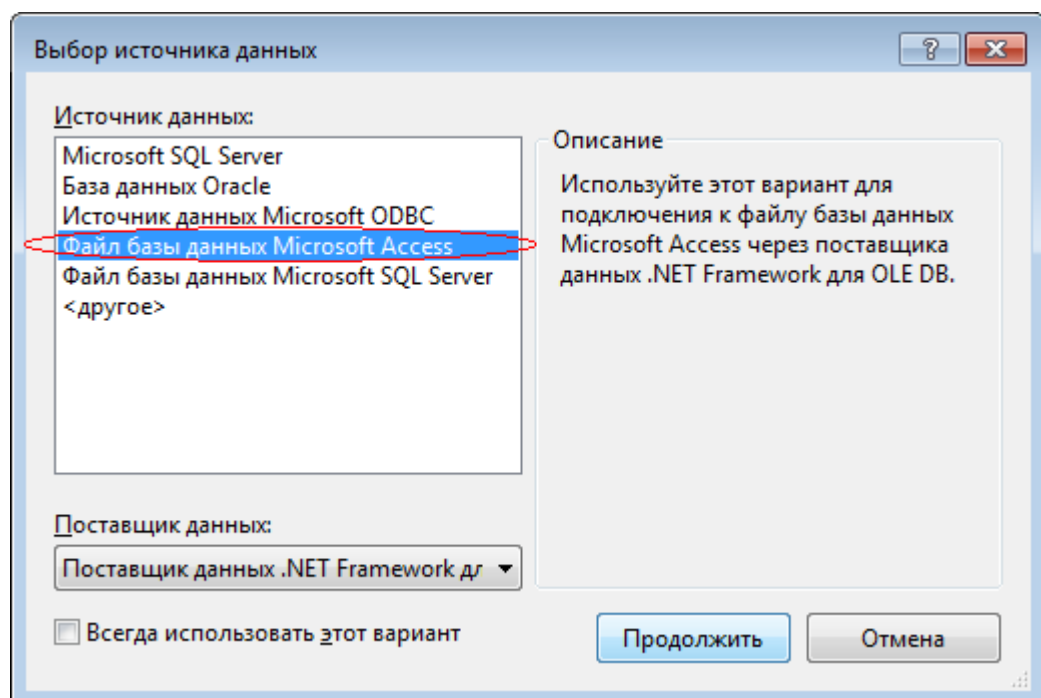 Выбор источника данных
Источник данных:
Microsoft SQL Server
База данных Oracle
Источник данных Microsoft ODBC
Файл базы данных Microsoft Access
Файл базы данных Microsoft SQL Server
<другое>
Описание
Используйте этот вариант для
подключения к файлу базы данных
Microsoft Access через поставщика
данных .NET Framework для OLE DB.
Поставщик данных:
Поставщик данных .NET Framework дл
Всегда использовать этот вариант
Продолжить
Отмена